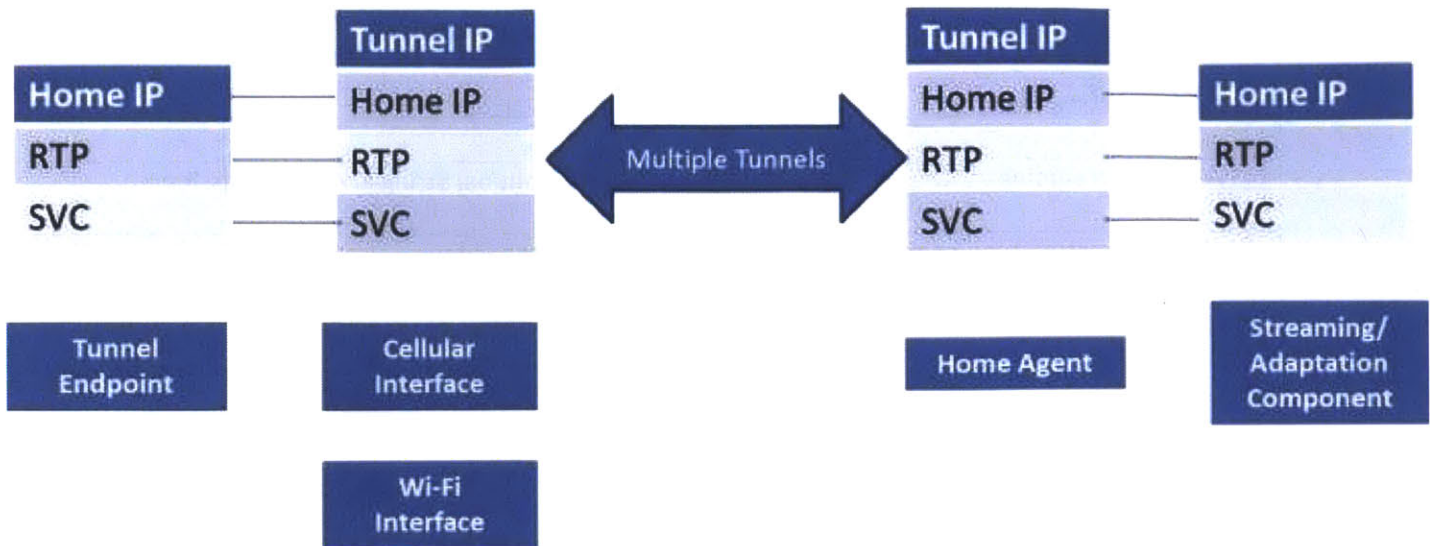 Tunnel IP
Home IP
RTP
SVC
Home IP
RTP
SVC
Multiple Tunnels
Tunnel IP
Home IP
RTP
SVC
Home IP
RTP
SVC
Tunnel
Endpoint
Cellular
Interface
Wi-Fi
Interface
Home Agent
Streaming/
Adaptation
Component